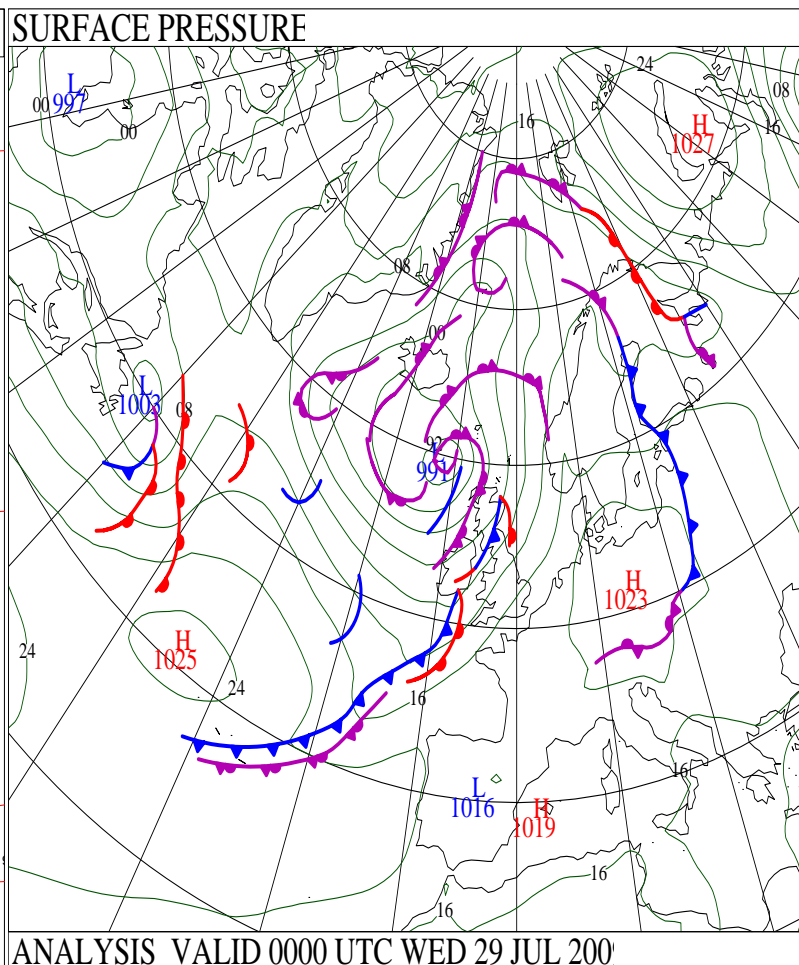 SURFACE PRESSURE
24
L
997
00
00
08
16
16
H
1027
08
00
L
1003
08
92
991
H
1023
H
1025
24
24
16
16
L
1016
H
1019
16
16
ANALYSIS VALID 0000 UTC WED 29 JUL 200